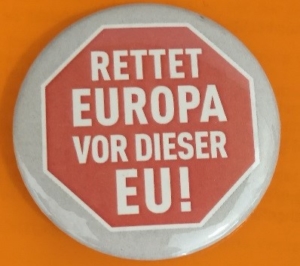 RETTET
EUROPA
VOR DIESER
EU!